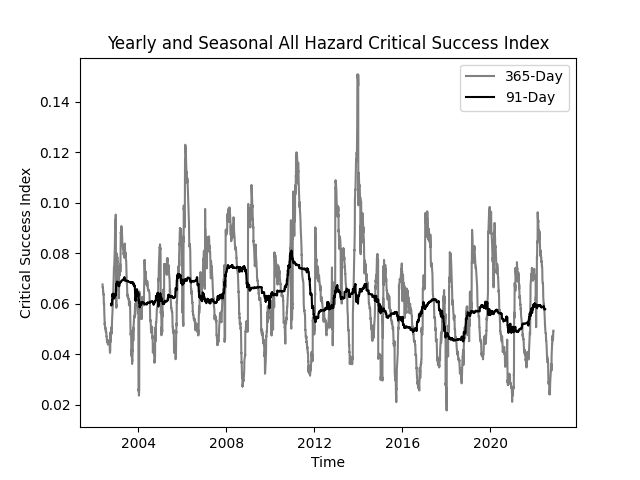 Yearly and Seasonal All Hazard Critical Success Index
365-Day
91-Day
0.14
0.12
0.10
0.08
0.06
0.04
0.02
Critical Success Index
2004 2008 2012 2016 2020
Time